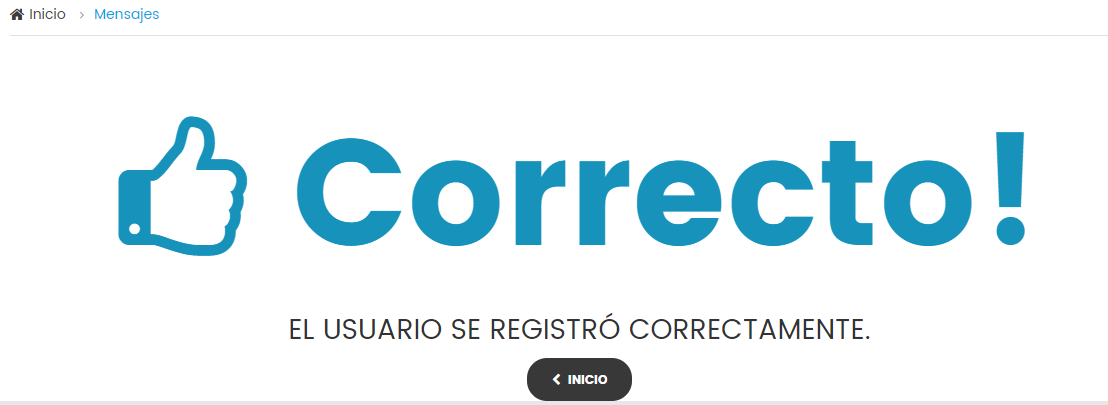 Inicio > Mensajes
Correcto!
EL USUARIO SE REGISTRÓ CORRECTAMENTE.
INICIO